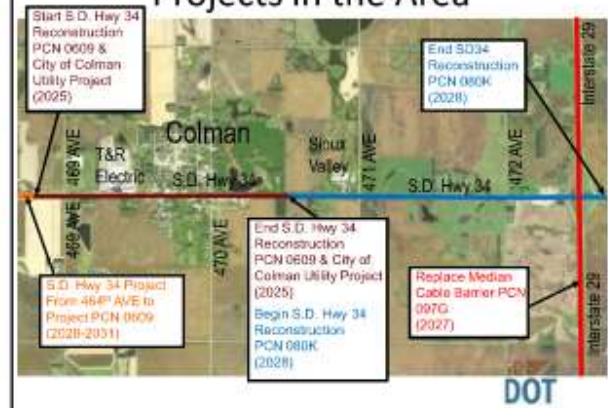 Projects in the Area
Start S.D. Hwy 34
Reconstruction
PCN 0609 &
City of Colman
Utility Project
(2025)
End SD34
Reconstruction
PCN 080K
(2028)
Interstate 29
Colman
469 AVE
T&R
Electric
S.D. Hwy 34
Sioux
Valley
471 AVE
S.D. Hwy 34
472 AVE
469 AVE
470 AVE
S.D. Hwy 34 Project
From 464th AVE to
Project PCN 0609
(2028-2031)
End S.D. Hwy 34
Reconstruction
PCN 0609 & City of
Colman Utility Project
(2025)
Begin S.D. Hwy 34
Reconstruction
PCN 080K
(2028)
Replace Median
Cable Barrier PCN
097G
(2027)
Interstate 29
DOT